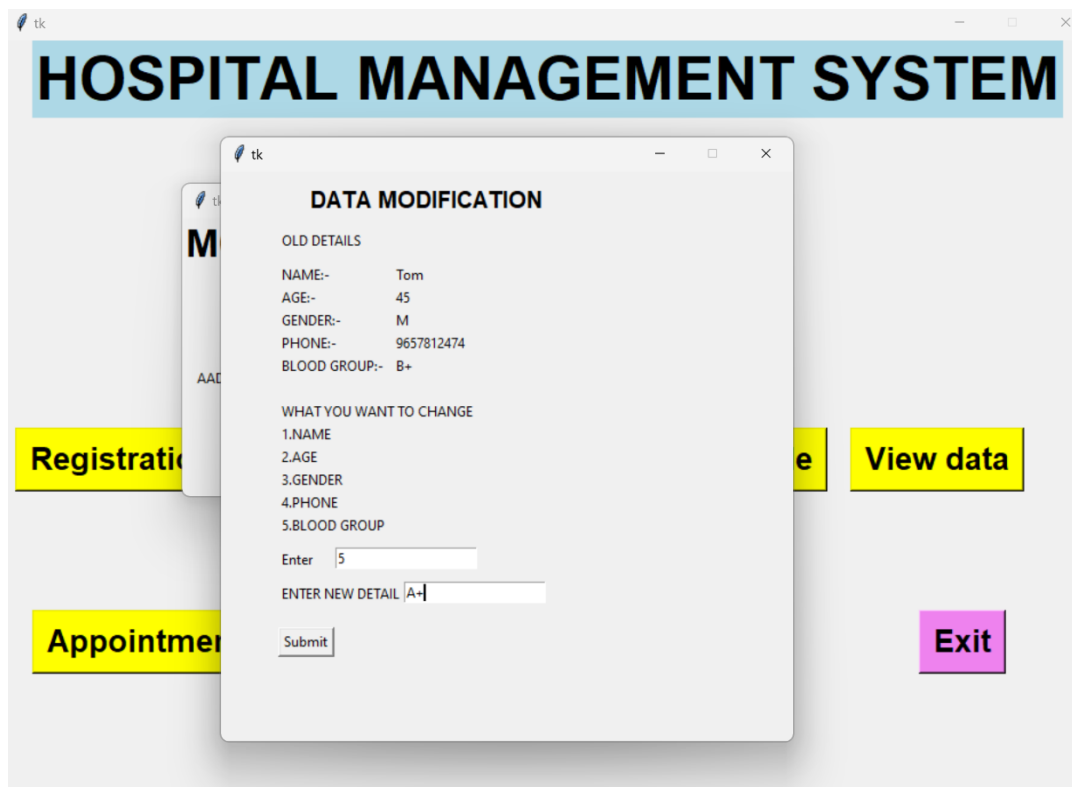 tk
HOSPITAL MANAGEMENT SYSTEM
tk
DATA MODIFICATION
OLD DETAILS
NAME:- Tom
AGE:- 45
GENDER:- M
PHONE:- 9657812474
BLOOD GROUP:- B+
WHAT YOU WANT TO CHANGE
1.NAME
2.AGE
3.GENDER
4.PHONE
5.BLOOD GROUP
Enter 5
ENTER NEW DETAIL A+
Submit
View data
Exit